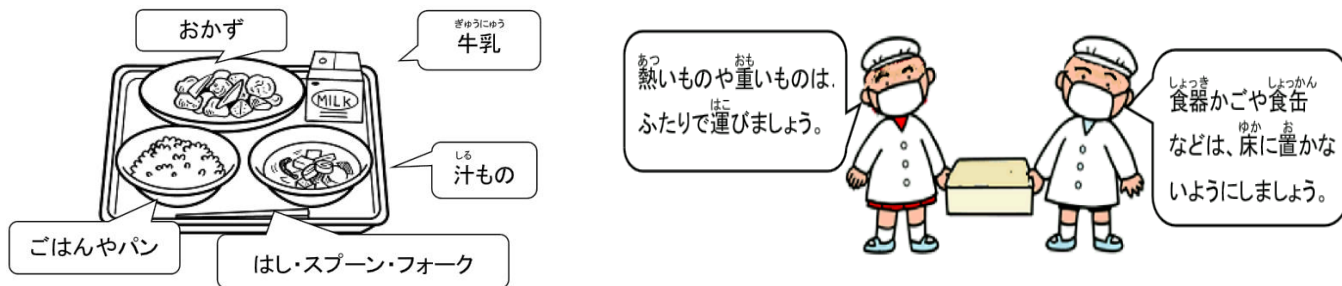 おかず
ぎゅうにゅう
牛乳
MILK
しる
汁もの
ごはんやパン
はし・スプーン・フォーク
あつ おも
熱いものや重いものは、
はこ
ふたりで運びましょう。
しょっき しょっかん
食器かごや食缶
ゆか お
などは、床に置かな
いようにしましょう。